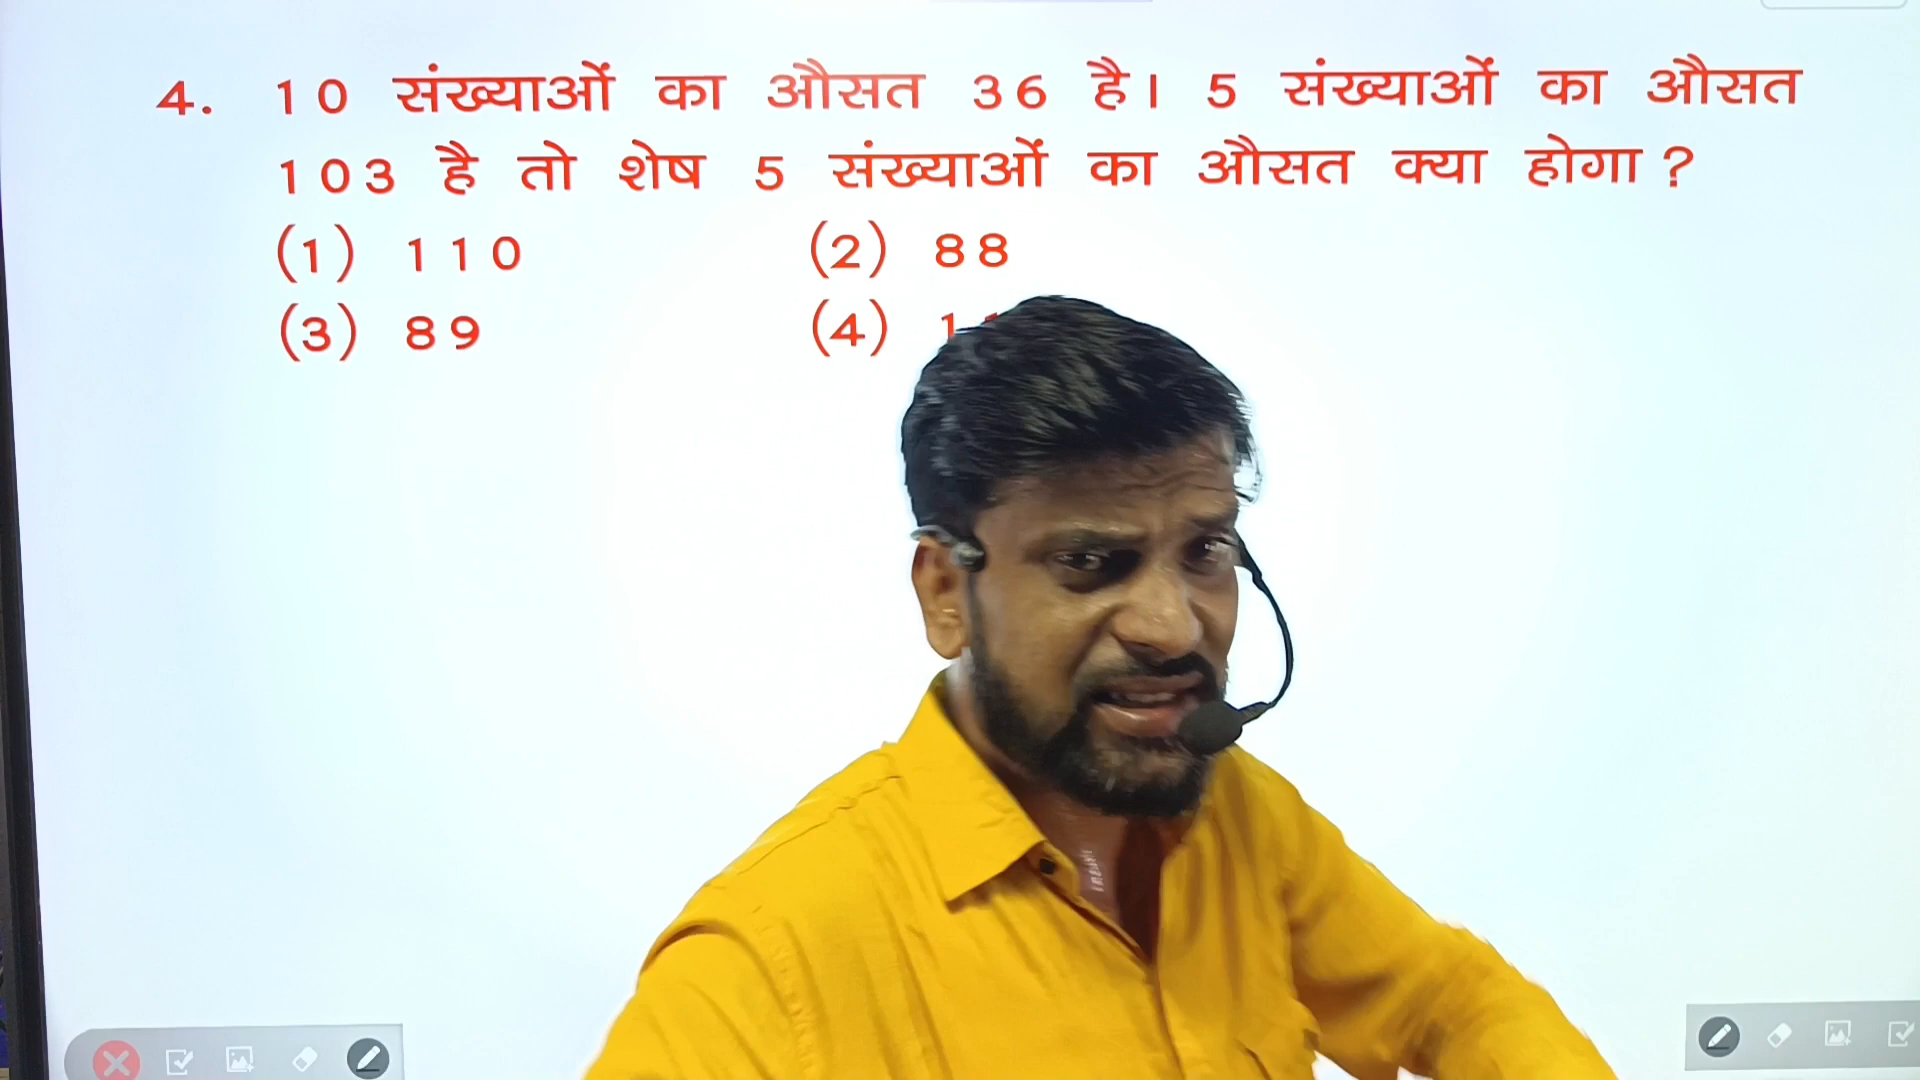 4. 10 संख्याओं का औसत 36 है। 5 संख्याओं का औसत
103 है तो शेष 5 संख्याओं का औसत क्या होगा?
(1) 110 (2) 88
(3) 89 (4)